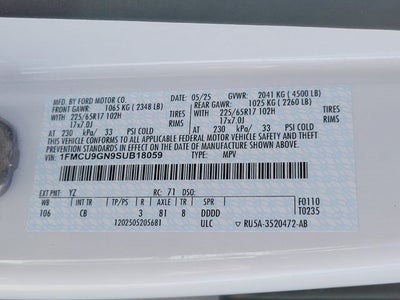 MFD. BY FORD MOTOR CO. 05/25 GVWR: 2041 KG ( 4500 LB)
FRONT GAWR: 1065 KG ( 2348 LB) REAR GAWR: 1025 KG ( 2260 LB)
225/65R17 102H TIRES 225/65R17 102H TIRES
17x7.0J RIMS 17x7.0J RIMS
AT 230 kPa/ 33 PSI COLD AT 230 kPa/ 33 PSI COLD
THIS VEHICLE CONFORMS TO ALL APPLICABLE FEDERAL MOTOR VEHICLE SAFETY AND THEFT
PREVENTION STANDARDS IN EFFECT ON THE DATE OF MANUFACTURE SHOWN ABOVE.
VIN: 1FMCU9GN9SUB18059 TYPE: MPV
EXT PNT: YZ RC: 71 DSO: F0110
WB INT TR TP/PS R AXLE TR SPR T0235
106 CB 3 81 8 DDDD
1202505205681 ULC RU5A-3520472-AB